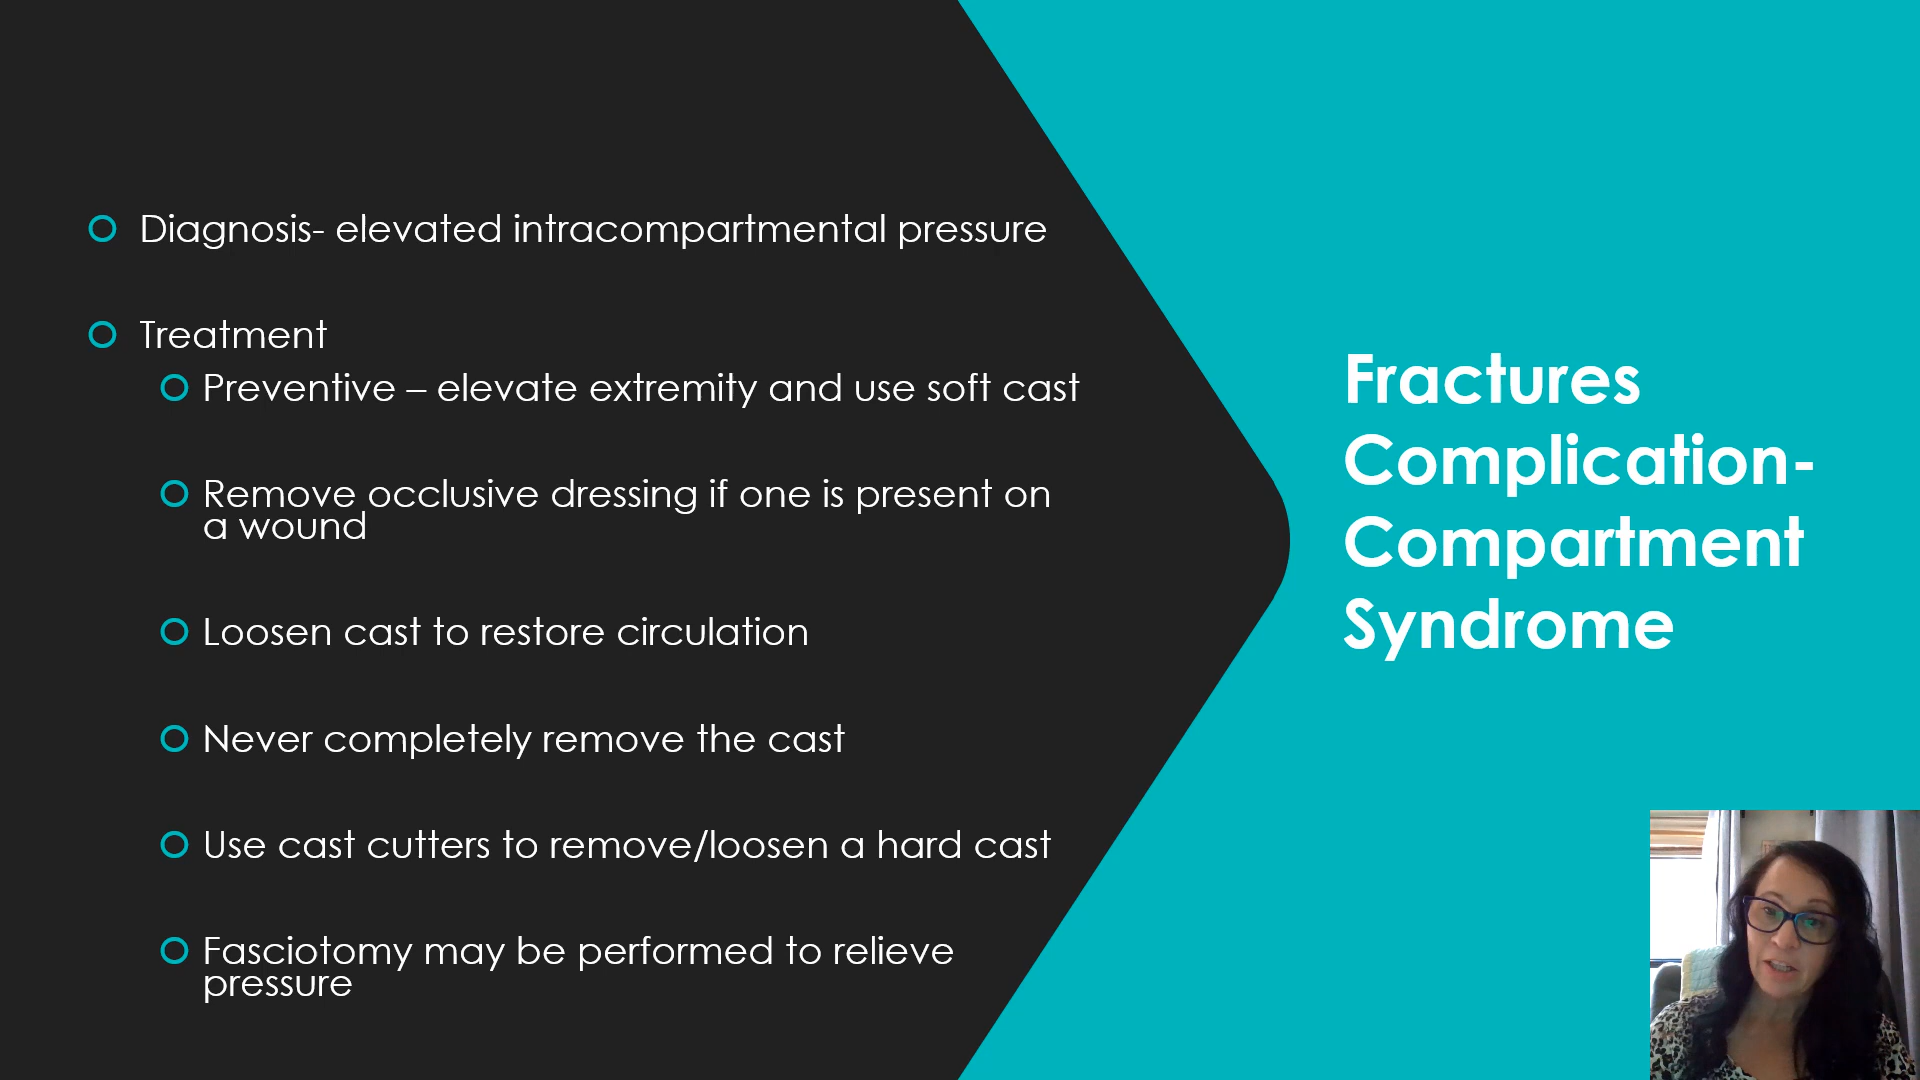 Diagnosis- elevated intracompartmental pressure
Treatment
Preventive – elevate extremity and use soft cast
Remove occlusive dressing if one is present on
a wound
Loosen cast to restore circulation
Never completely remove the cast
Use cast cutters to remove/loosen a hard cast
Fasciotomy may be performed to relieve
pressure
Fractures
Complication-
Compartment
Syndrome